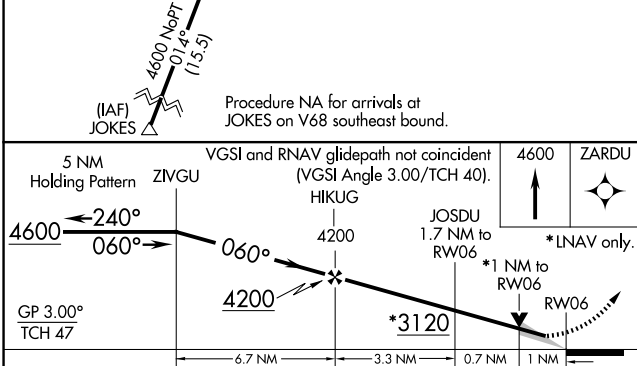 4600 NoPT
014°
(15.5)
(IAF)
JOKES
Procedure NA for arrivals at
JOKES on V68 southeast bound.
5 NM
Holding Pattern
ZIVGU
VGSI and RNAV glidepath not coincident
(VGSI Angle 3.00/TCH 40).
HIKUG
4200
4600
ZARDU
JOSDU
1.7 NM to
RW06
*LNAV only.
*1 NM to
RW06
RW06
4600
240°
060°
060°
4200
*3120
GP 3.00°
TCH 47
6.7 NM
3.3 NM
0.7 NM
1 NM